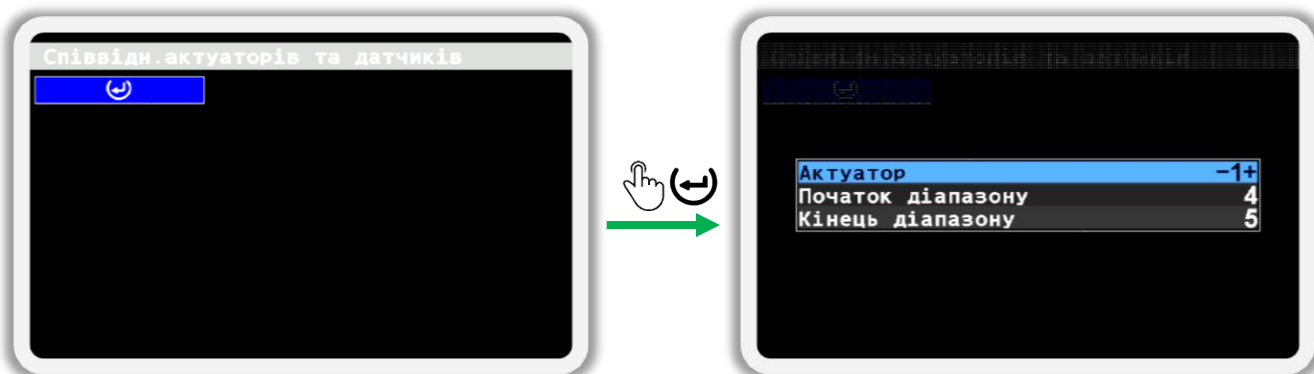 Співвідн.актуаторів та датчиків
Актуатор −1+
Початок діапазону 4
Кінець діапазону 5